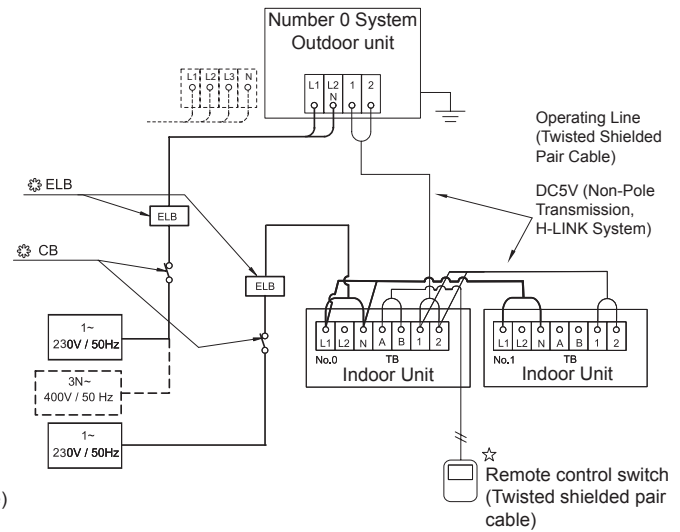 Number 0 System
Outdoor unit
L1 L2 L3 N
L1 L2 N 1 2
Operating Line
(Twisted Shielded
Pair Cable)
DC5V (Non-Pole
Transmission,
H-LINK System)
ELB
ELB
CB
ELB
1~
230V / 50Hz
3N~
400V / 50 Hz
1~
230V / 50Hz
L1 L2 N A B 1 2
No.0 TB
Indoor Unit
L1 L2 N A B 1 2
No.1 TB
Indoor Unit
Remote control switch
(Twisted shielded pair
cable)
)